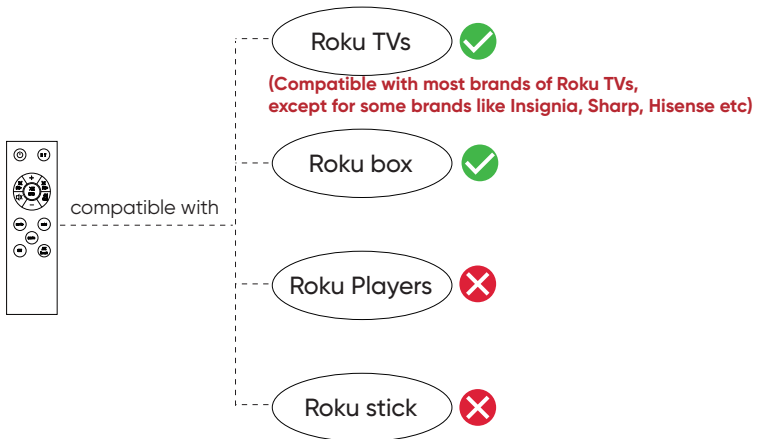 Roku TVs
(Compatible with most brands of Roku TVs,
except for some brands like Insignia, Sharp, Hisense etc)
Roku box
compatible with
Roku Players
Roku stick